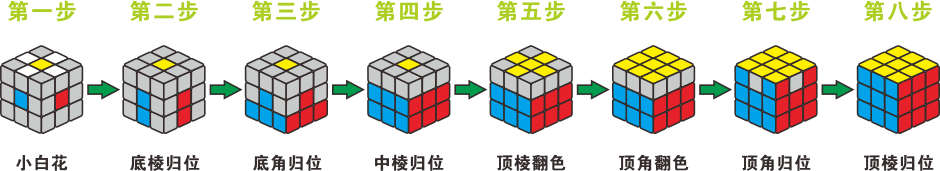 第一步 第二步 第三步 第四步 第五步 第六步 第七步 第八步
小白花 底棱归位 底角归位 中棱归位 顶棱翻色 顶角翻色 顶角归位 顶棱归位